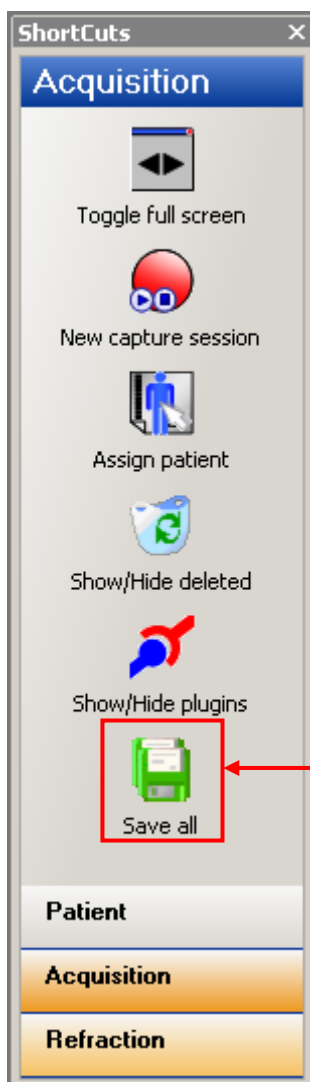 ShortCuts
Acquisition
Toggle full screen
New capture session
Assign patient
Show/Hide deleted
Show/Hide plugins
Save all
Patient
Acquisition
Refraction